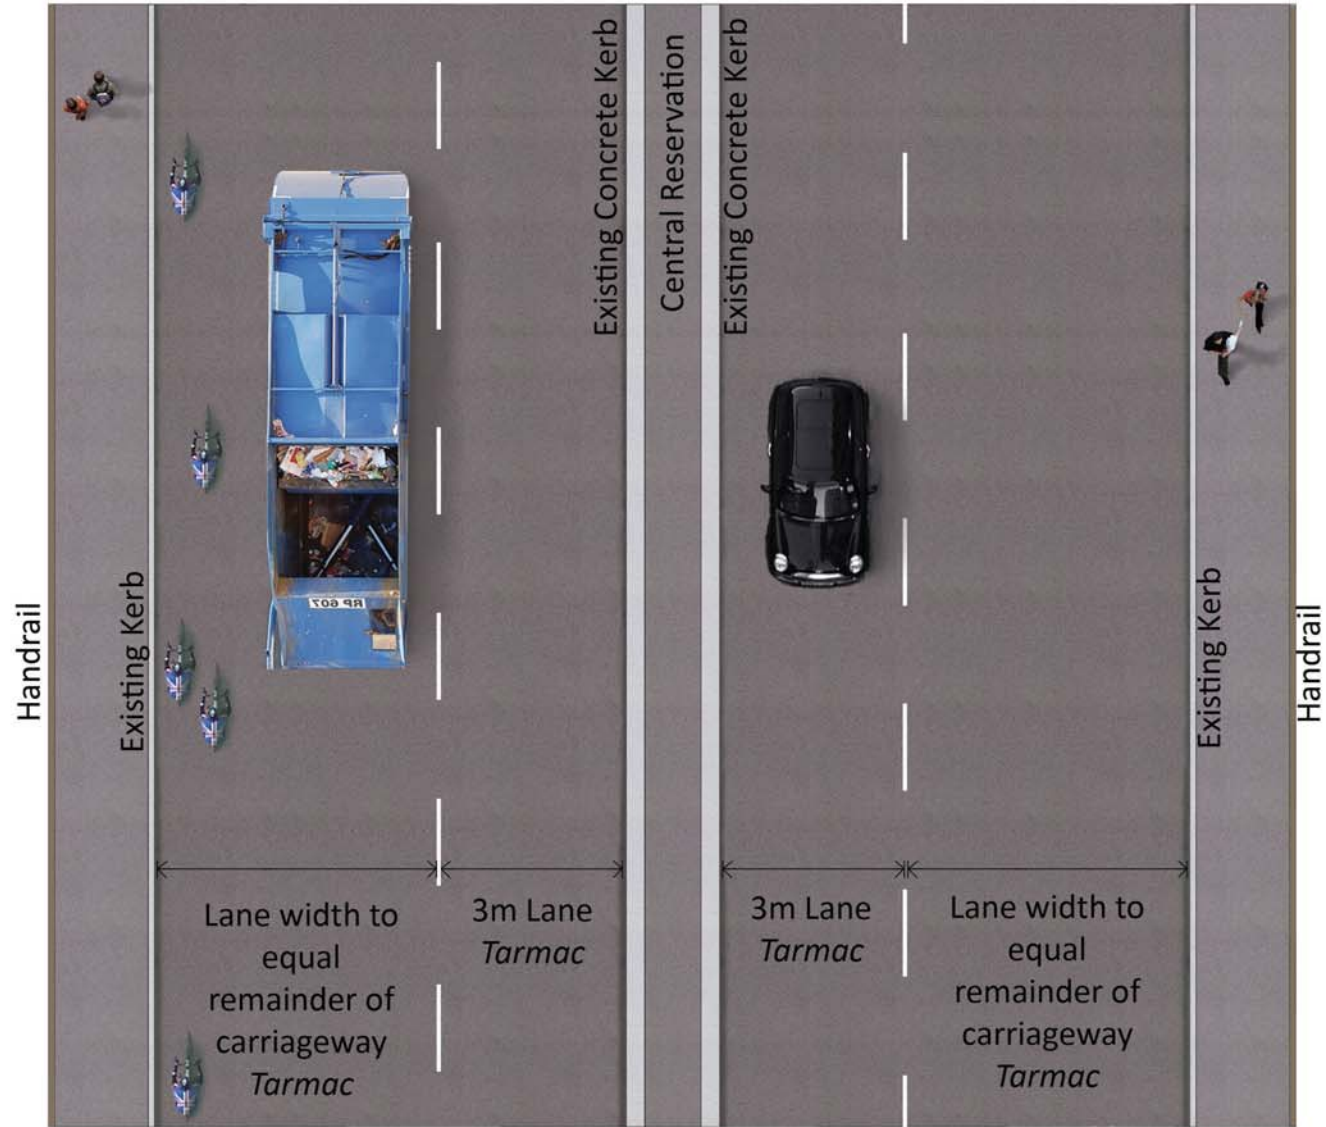 Existing Concrete Kerb
Central Reservation
Existing Concrete Kerb
Handrail
Existing Kerb
Existing Kerb
Handrail
RP 607
Lane width to
equal
remainder of
carriageway
Tarmac
3m Lane
Tarmac
3m Lane
Tarmac
Lane width to
equal
remainder of
carriageway
Tarmac